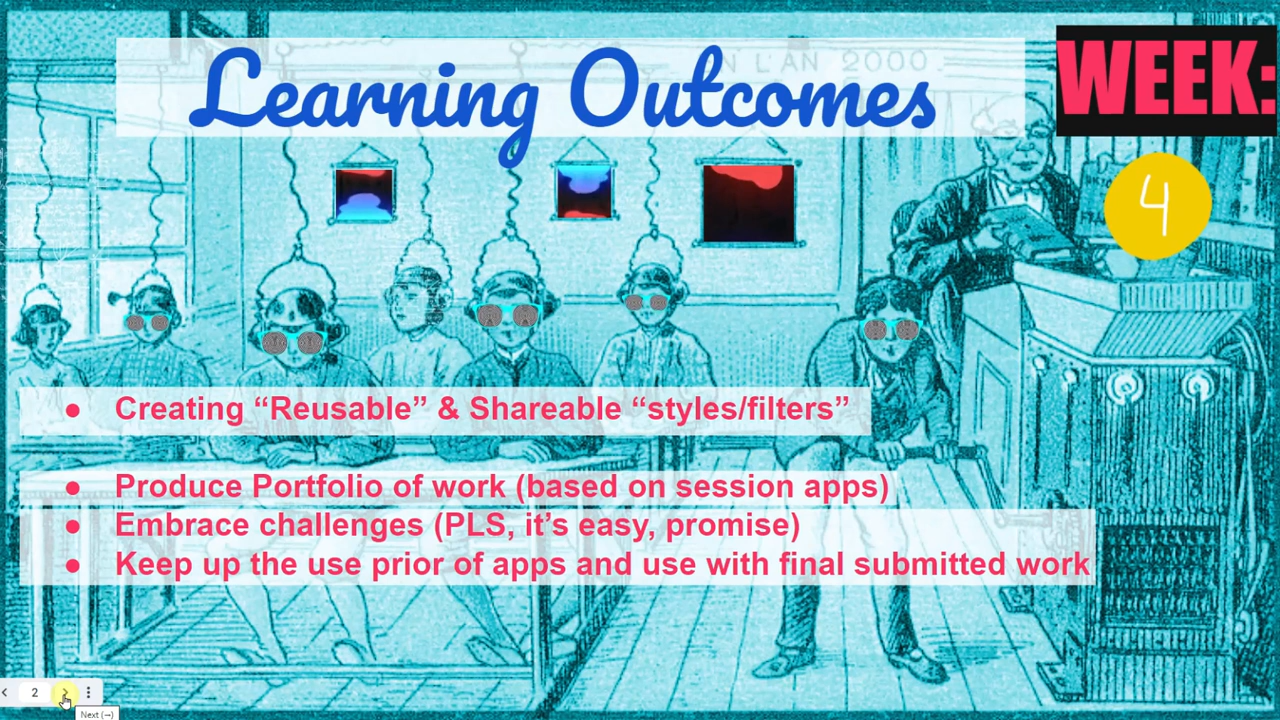 Learning Outcomes
WEEK:
EN L'AN 2000.
4
● Creating “Reusable” & Shareable “styles/filters”
● Produce Portfolio of work (based on session apps)
● Embrace challenges (PLS, it’s easy, promise)
● Keep up the use prior of apps and use with final submitted work
2
Next (→)